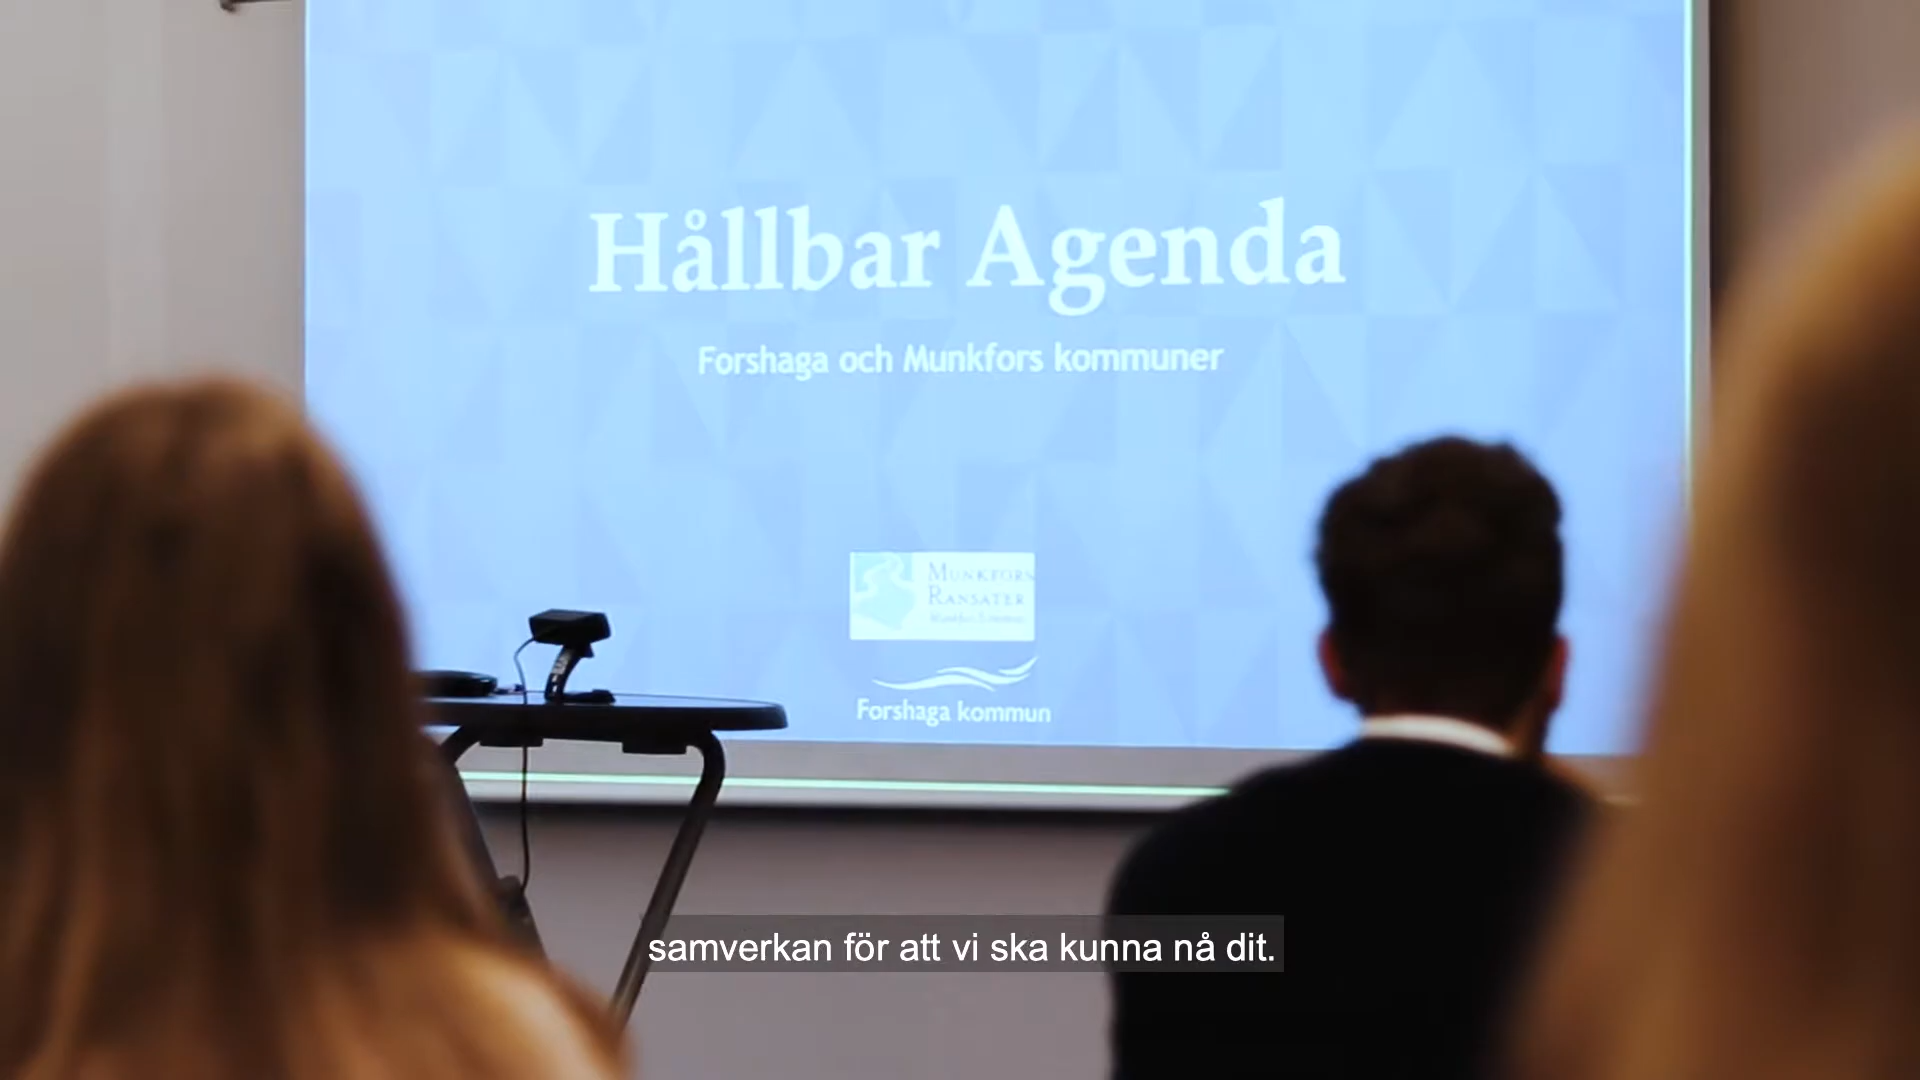 Hållbar Agenda
Forshaga och Munkfors kommuner
MUNKFORS
RANSÄTER
Forshaga kommun
samverkan för att vi ska kunna nå dit.